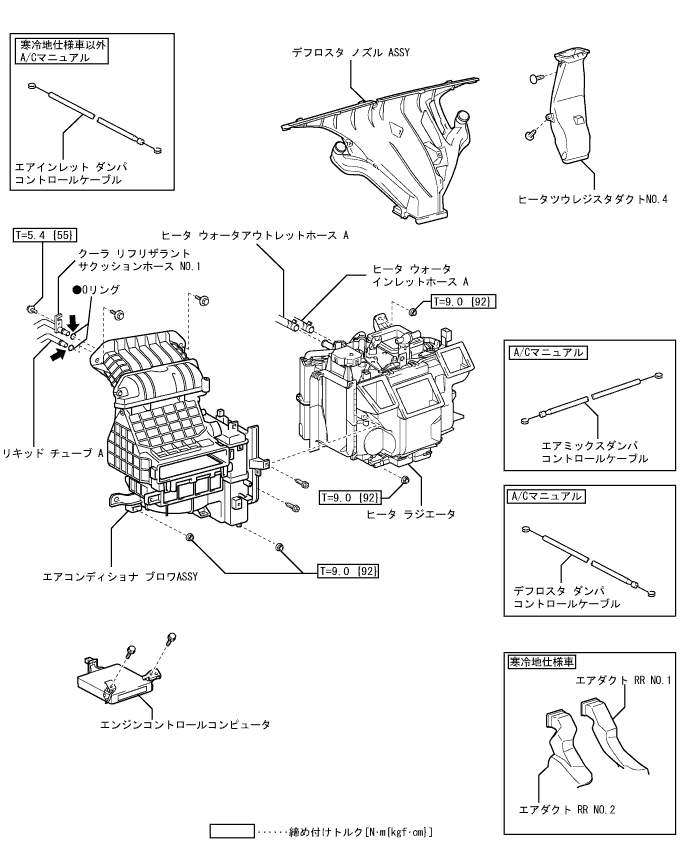 寒冷地仕様車以外
A/Cマニュアル
エアインレット ダンパ
コントロールケーブル
デフロスタ ノズル ASSY
ヒータツウレジスタダクトNO.4
T=5.4 {55}
クーラ リフリザラント
サクッションホース NO.1
●Oリング
リキッド チューブ A
ヒータ ウォータアウトレットホース A
ヒータ ウォータ
インレットホース A
T=9.0 {92}
A/Cマニュアル
エアミックスダンパ
コントロールケーブル
T=9.0 {92}
ヒータ ラジエータ
A/Cマニュアル
デフロスタ ダンパ
コントロールケーブル
エアコンディショナ ブロワASSY
T=9.0 {92}
エンジンコントロールコンピュータ
寒冷地仕様車
エアダクト RR NO.1
エアダクト RR NO.2
······締め付けトルク[N·m{kgf·cm}]